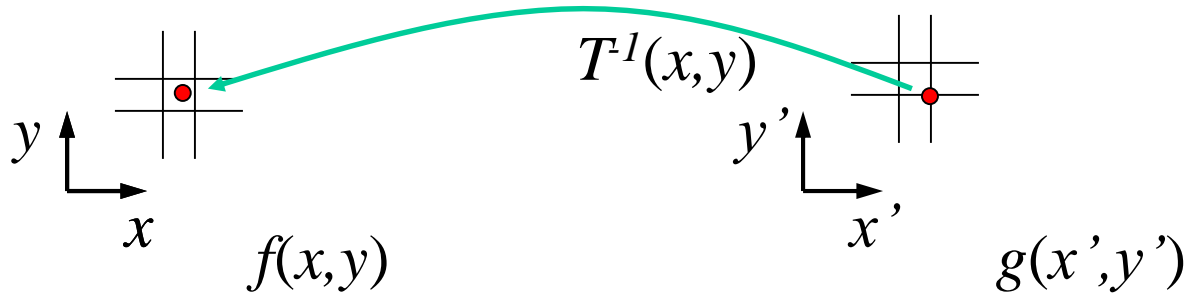 T⁻¹(x,y)
y
y’
x
x’
f(x,y)
g(x’,y’)